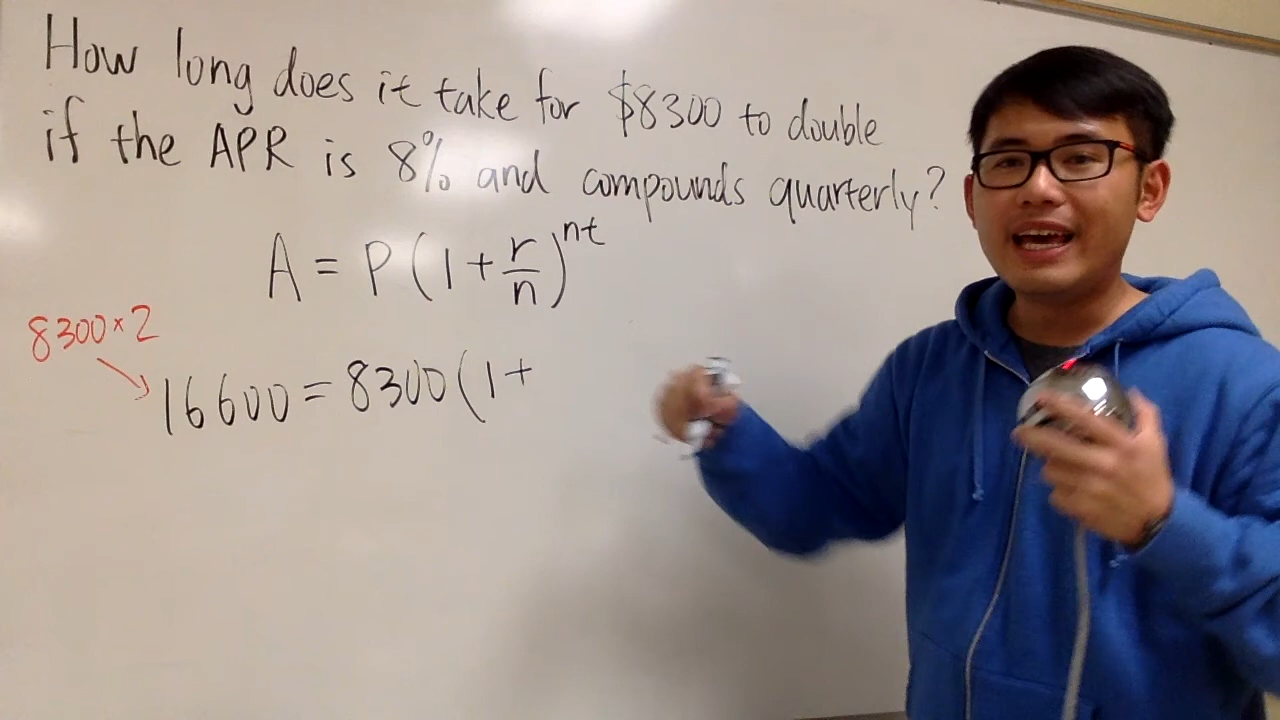 How long does it take for $8300 to double
if the APR is 8% and compounds quarterly?
A = P(1 + r/n)^nt
8300 × 2
16600 = 8300(1+